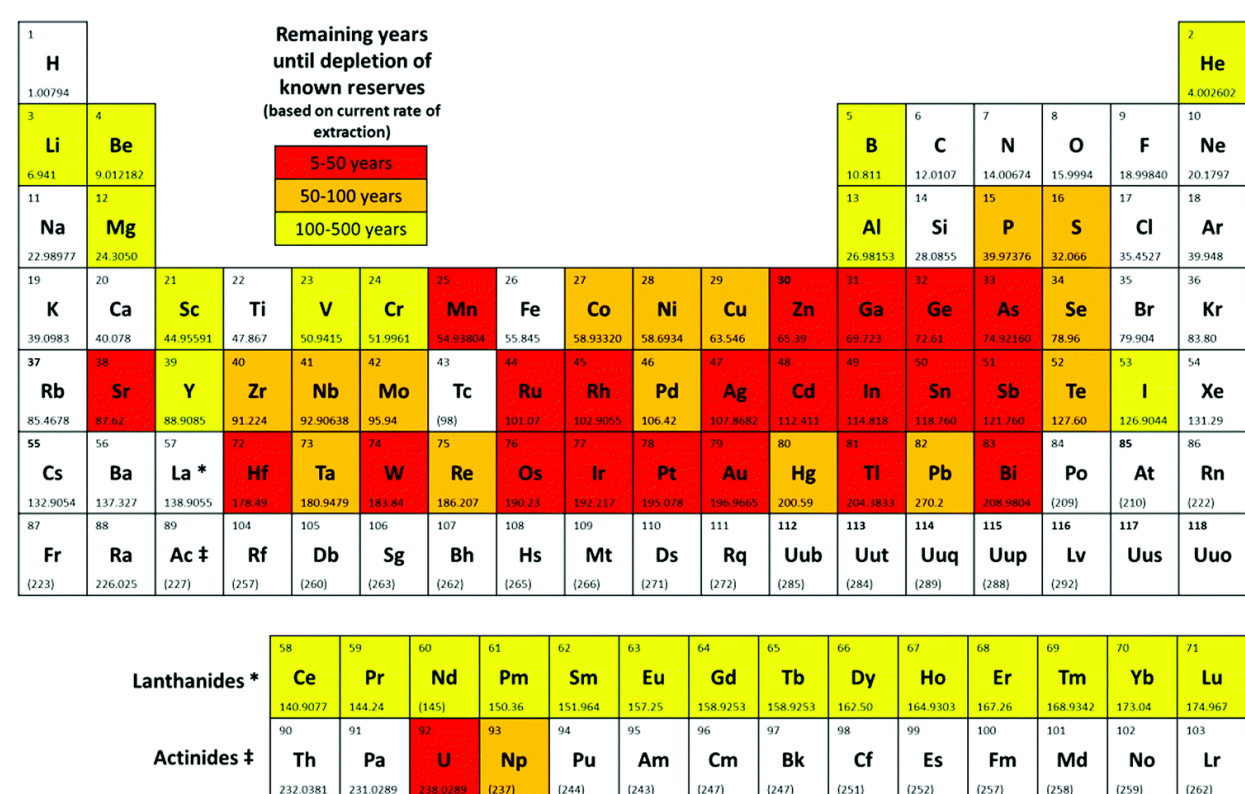 Remaining years
until depletion of
known reserves
(based on current rate of
extraction)
5-50 years
50-100 years
100-500 years
1 2
H He
1.00794 4.002602
3 4 5 6 7 8 9 10
Li Be B C N O F Ne
6.941 9.012182 10.811 12.0107 14.00674 15.9994 18.99840 20.1797
11 12 13 14 15 16 17 18
Na Mg Al Si P S Cl Ar
22.98977 24.3050 26.98153 28.0855 39.97376 32.066 35.4527 39.948
19 20 21 22 23 24 25 26 27 28 29 30 31 32 33 34 35 36
K Ca Sc Ti V Cr Mn Fe Co Ni Cu Zn Ga Ge As Se Br Kr
39.0983 40.078 44.95591 47.867 50.9415 51.9961 54.93804 55.845 58.93320 58.6934 63.546 65.39 69.723 72.61 74.92160 78.96 79.904 83.80
37 38 39 40 41 42 43 44 45 46 47 48 49 50 51 52 53 54
Rb Sr Y Zr Nb Mo Tc Ru Rh Pd Ag Cd In Sn Sb Te I Xe
85.4678 87.62 88.9085 91.224 92.90638 95.94 (98) 101.07 102.9055 106.42 107.8682 112.411 114.818 118.760 121.760 127.60 126.9044 131.29
55 56 57 72 73 74 75 76 77 78 79 80 81 82 83 84 85 86
Cs Ba La * Hf Ta W Re Os Ir Pt Au Hg Tl Pb Bi Po At Rn
132.9054 137.327 138.9055 178.49 180.9479 183.84 186.207 190.23 192.217 195.078 196.9665 200.59 204.3833 270.2 208.9804 (209) (210) (222)
87 88 89 104 105 106 107 108 109 110 111 112 113 114 115 116 117 118
Fr Ra Ac ‡ Rf Db Sg Bh Hs Mt Ds Rq Uub Uut Uuq Uup Lv Uus Uuo
(223) 226.025 (227) (257) (260) (263) (262) (265) (266) (271) (272) (285) (284) (289) (288) (292)
58 59 60 61 62 63 64 65 66 67 68 69 70 71
Lanthanides * Ce Pr Nd Pm Sm Eu Gd Tb Dy Ho Er Tm Yb Lu
140.9077 144.24 (145) 150.36 151.964 157.25 158.9253 158.9253 162.50 164.9303 167.26 168.9342 173.04 174.967
90 91 92 93 94 95 96 97 98 99 100 101 102 103
Actinides ‡ Th Pa U Np Pu Am Cm Bk Cf Es Fm Md No Lr
232.0381 231.0289 238.0289 (237) (244) (243) (247) (247) (251) (252) (257) (258) (259) (262)